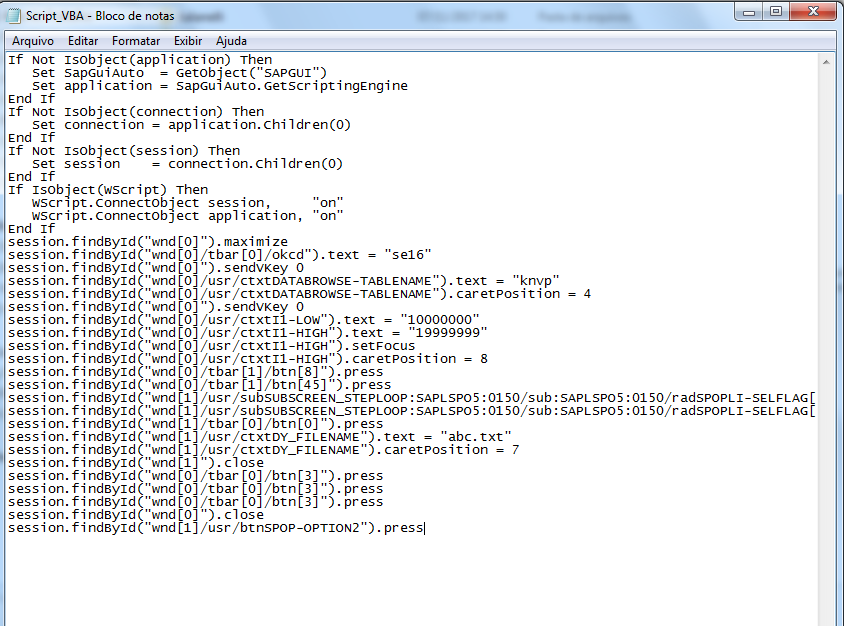 Script_VBA - Bloco de notas
Arquivo Editar Formatar Exibir Ajuda
If Not IsObject(application) Then
   Set SapGuiAuto  = GetObject("SAPGUI")
   Set application = SapGuiAuto.GetScriptingEngine
End If
If Not IsObject(connection) Then
   Set connection = application.Children(0)
End If
If Not IsObject(session) Then
   Set session    = connection.Children(0)
End If
If IsObject(WScript) Then
   WScript.ConnectObject session,     "on"
   WScript.ConnectObject application, "on"
End If
session.findById("wnd[0]").maximize
session.findById("wnd[0]/tbar[0]/okcd").text = "se16"
session.findById("wnd[0]").sendVKey 0
session.findById("wnd[0]/usr/ctxtDATABROWSE-TABLENAME").text = "knvp"
session.findById("wnd[0]/usr/ctxtDATABROWSE-TABLENAME").caretPosition = 4
session.findById("wnd[0]").sendVKey 0
session.findById("wnd[0]/usr/ctxtI1-LOW").text = "10000000"
session.findById("wnd[0]/usr/ctxtI1-HIGH").text = "19999999"
session.findById("wnd[0]/usr/ctxtI1-HIGH").setFocus
session.findById("wnd[0]/usr/ctxtI1-HIGH").caretPosition = 8
session.findById("wnd[0]/tbar[1]/btn[8]").press
session.findById("wnd[0]/tbar[1]/btn[45]").press
session.findById("wnd[1]/usr/subSUBSCREEN_STEPLOOP:SAPLSPO5:0150/sub:SAPLSPO5:0150/radSPOPLI-SELFLAG[
session.findById("wnd[1]/usr/subSUBSCREEN_STEPLOOP:SAPLSPO5:0150/sub:SAPLSPO5:0150/radSPOPLI-SELFLAG[
session.findById("wnd[1]/tbar[0]/btn[0]").press
session.findById("wnd[1]/usr/ctxtDY_FILENAME").text = "abc.txt"
session.findById("wnd[1]/usr/ctxtDY_FILENAME").caretPosition = 7
session.findById("wnd[1]").close
session.findById("wnd[0]/tbar[0]/btn[3]").press
session.findById("wnd[0]/tbar[0]/btn[3]").press
session.findById("wnd[0]/tbar[0]/btn[3]").press
session.findById("wnd[0]").close
session.findById("wnd[1]/usr/btnSPOP-OPTION2").press